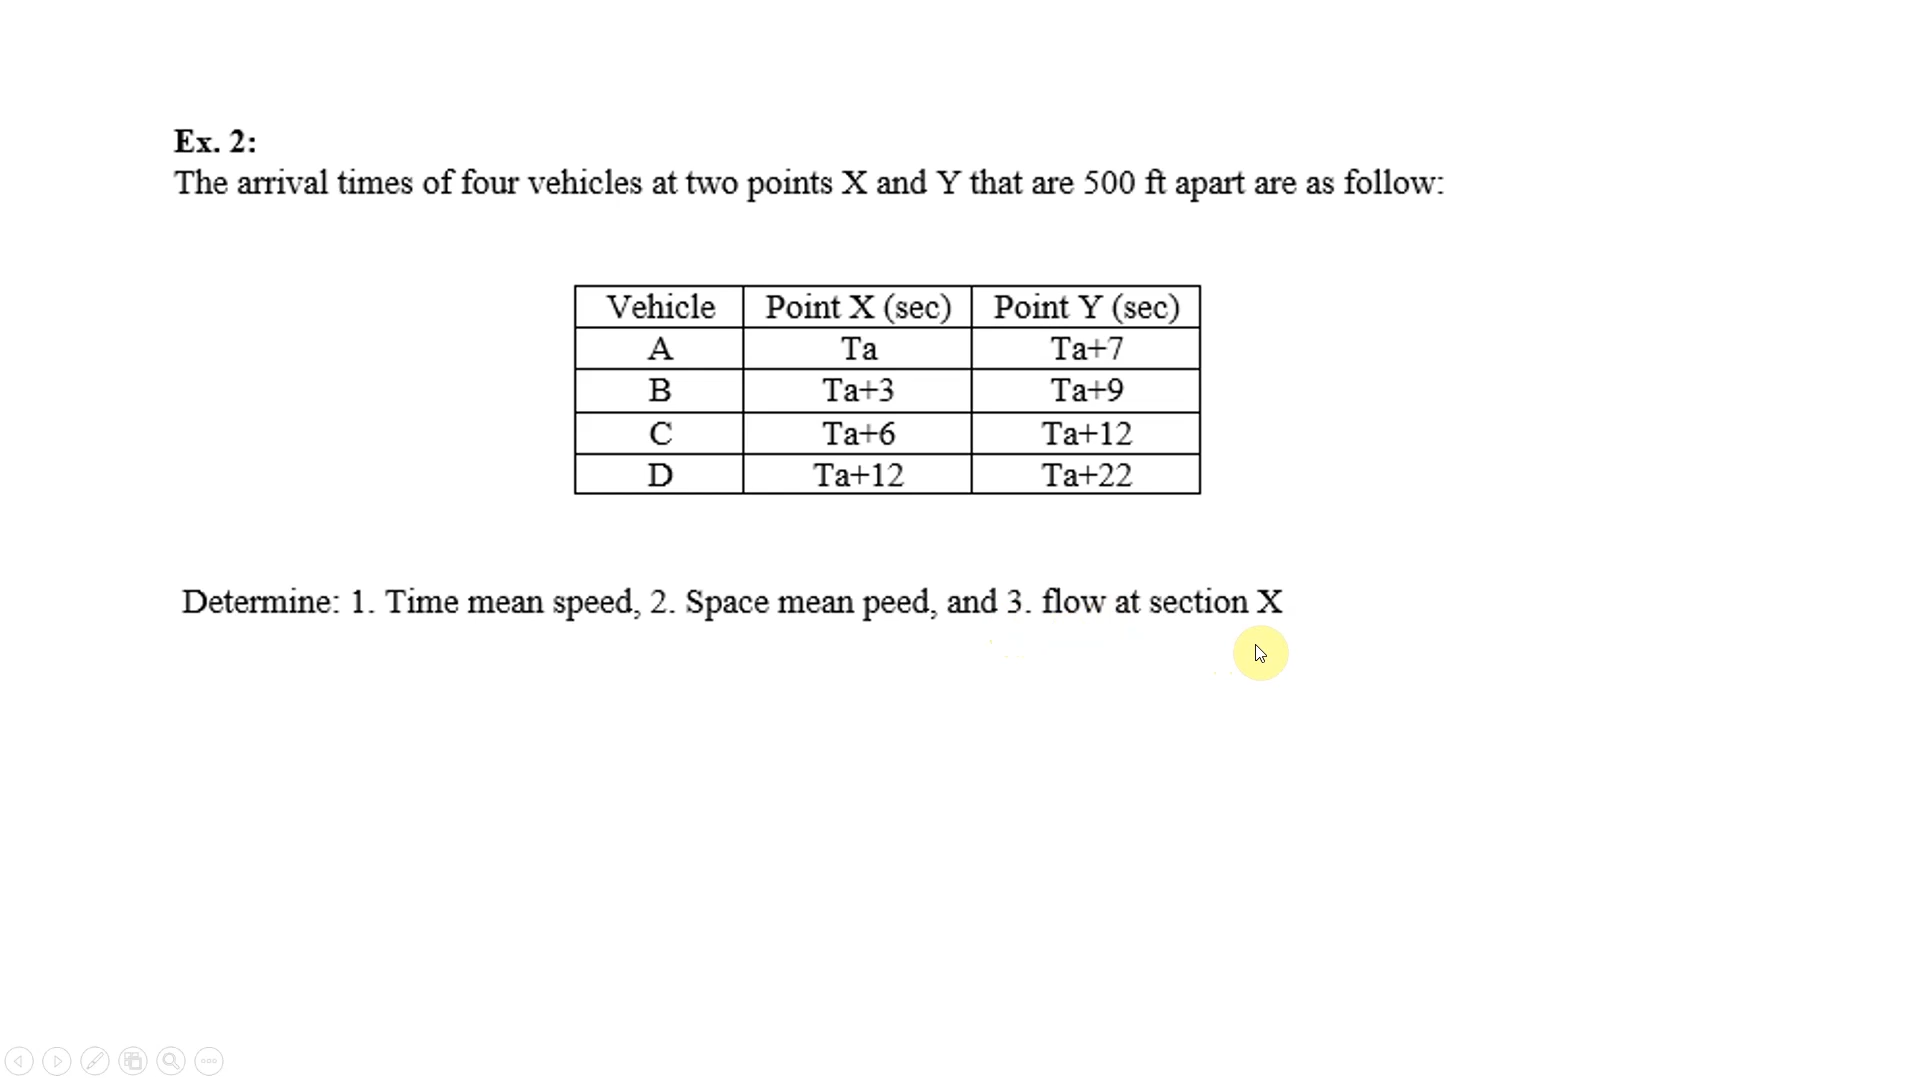 Ex. 2:
The arrival times of four vehicles at two points X and Y that are 500 ft apart are as follow:
Vehicle Point X (sec) Point Y (sec)
A Ta Ta+7
B Ta+3 Ta+9
C Ta+6 Ta+12
D Ta+12 Ta+22
Determine: 1. Time mean speed, 2. Space mean peed, and 3. flow at section X